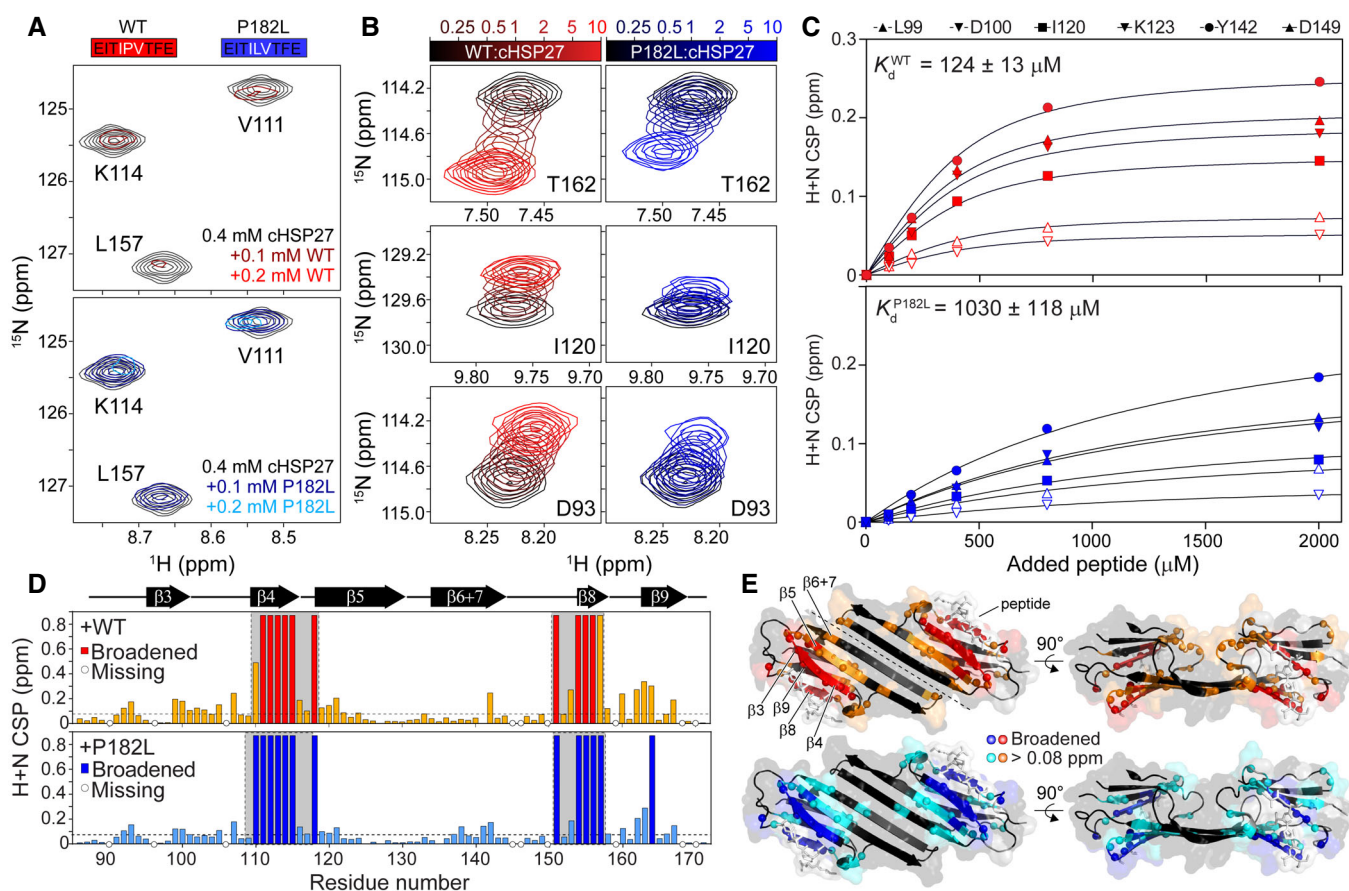 A
WT
P182L
EITIPVTFE
EITILVTFE
125
126
127
V111
K114
L157
0.4 mM cHSP27
+0.1 mM WT
+0.2 mM WT
125
126
127
V111
K114
L157
0.4 mM cHSP27
+0.1 mM P182L
+0.2 mM P182L
8.7
8.6
8.5
15N (ppm)
1H (ppm)
B
0.25 0.5 1 2 5 10
WT:cHSP27
0.25 0.5 1 2 5 10
P182L:cHSP27
114.2
114.6
115.0
15N (ppm)
T162
T162
7.50 7.45
7.50 7.45
129.2
129.6
130.0
15N (ppm)
I120
I120
9.80 9.75 9.70
9.80 9.75 9.70
114.2
114.6
115.0
15N (ppm)
D93
D93
8.25 8.20
8.25 8.20
1H (ppm)
C
L99 D100 I120 K123 Y142 D149
0.3
0.2
0.1
0
H+N CSP (ppm)
KdWT = 124 ± 13 μM
0.2
0.1
0
H+N CSP (ppm)
KdP182L = 1030 ± 118 μM
0 500 1000 1500 2000
Added peptide (μM)
D
β3 β4 β5 β6+7 β8 β9
0.8
0.6
0.4
0.2
0
+WT
Broadened
Missing
0.8
0.6
0.4
0.2
0
+P182L
Broadened
Missing
H+N CSP (ppm)
90 100 110 120 130 140 150 160 170
Residue number
E
β6+7
β5
peptide
90°
β3
β9
β8
β4
Broadened
> 0.08 ppm
90°